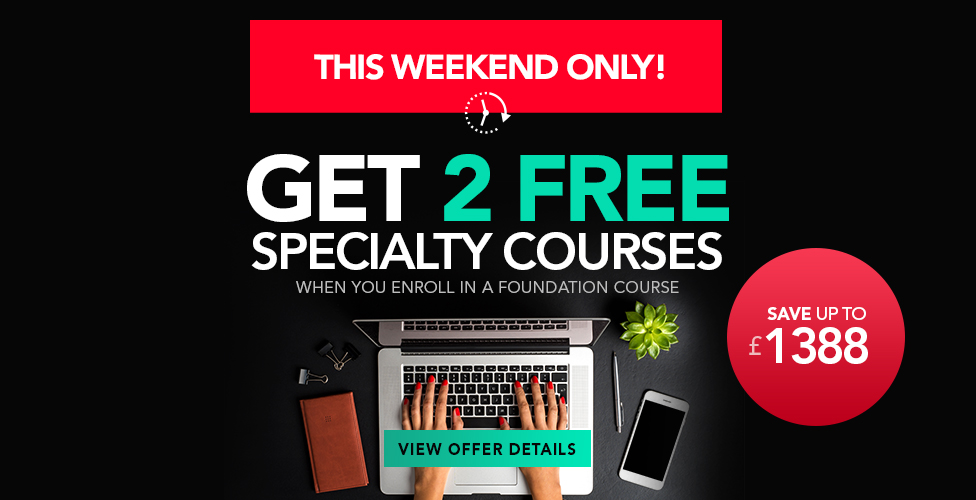 THIS WEEKEND ONLY!
GET 2 FREE
SPECIALTY COURSES
WHEN YOU ENROLL IN A FOUNDATION COURSE
SAVE UP TO
£1388
VIEW OFFER DETAILS